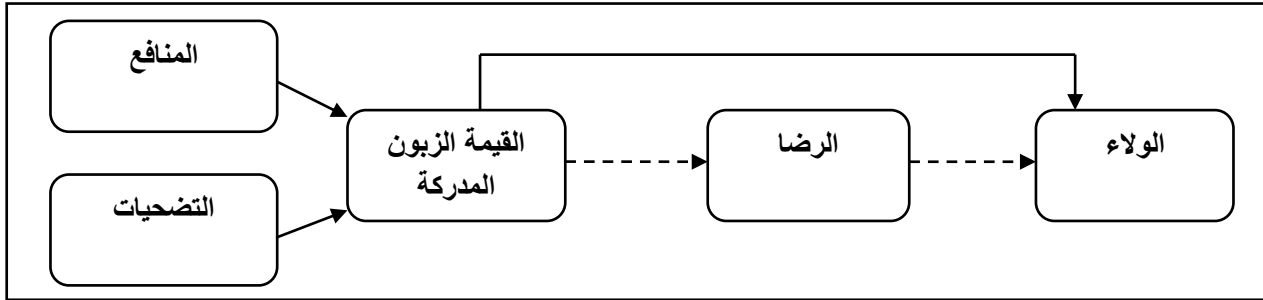 المنافع
التضحيات
القيمة الزبون
المدركة
الرضا
الولاء